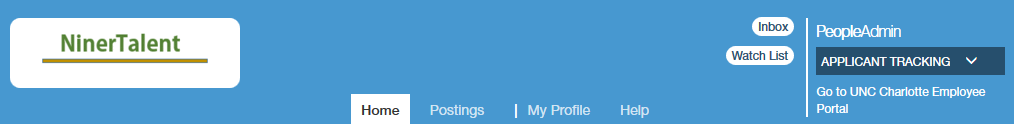 NinerTalent
Inbox
Watch List
PeopleAdmin
APPLICANT TRACKING
Go to UNC Charlotte Employee
Portal
Home Postings | My Profile Help